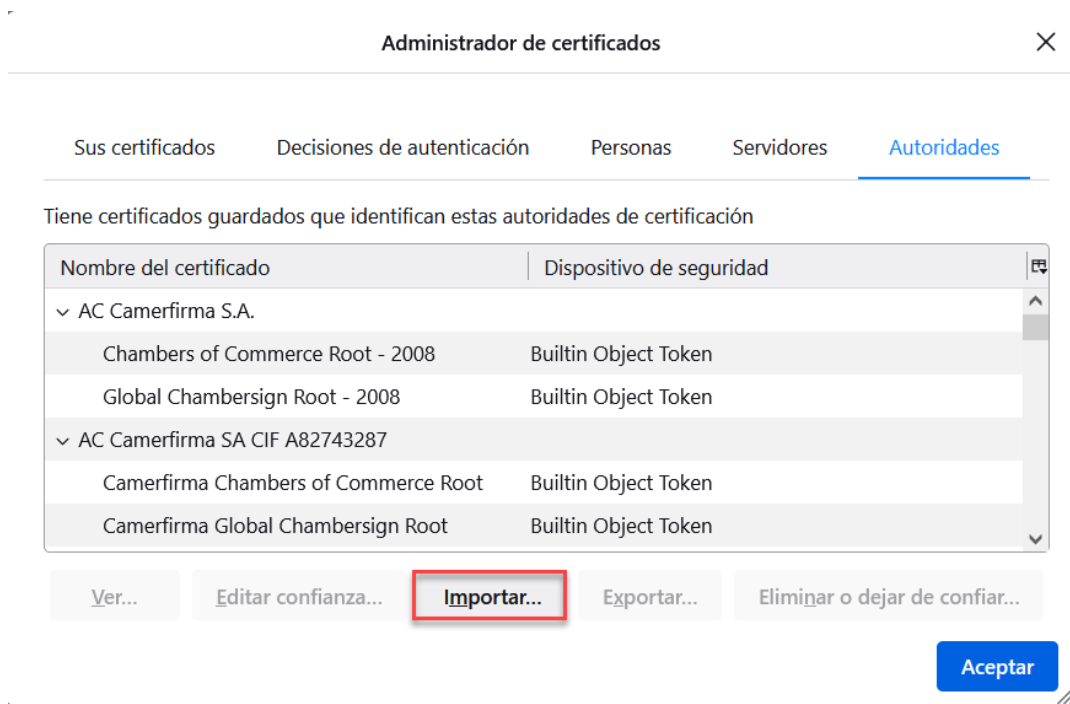 Administrador de certificados
Sus certificados Decisiones de autenticación Personas Servidores Autoridades
Tiene certificados guardados que identifican estas autoridades de certificación
Nombre del certificado Dispositivo de seguridad
AC Camerfirma S.A.
Chambers of Commerce Root - 2008 Builtin Object Token
Global Chambersign Root - 2008 Builtin Object Token
AC Camerfirma SA CIF A82743287
Camerfirma Chambers of Commerce Root Builtin Object Token
Camerfirma Global Chambersign Root Builtin Object Token
Ver... Editar confianza... Importar... Exportar... Eliminar o dejar de confiar...
Aceptar